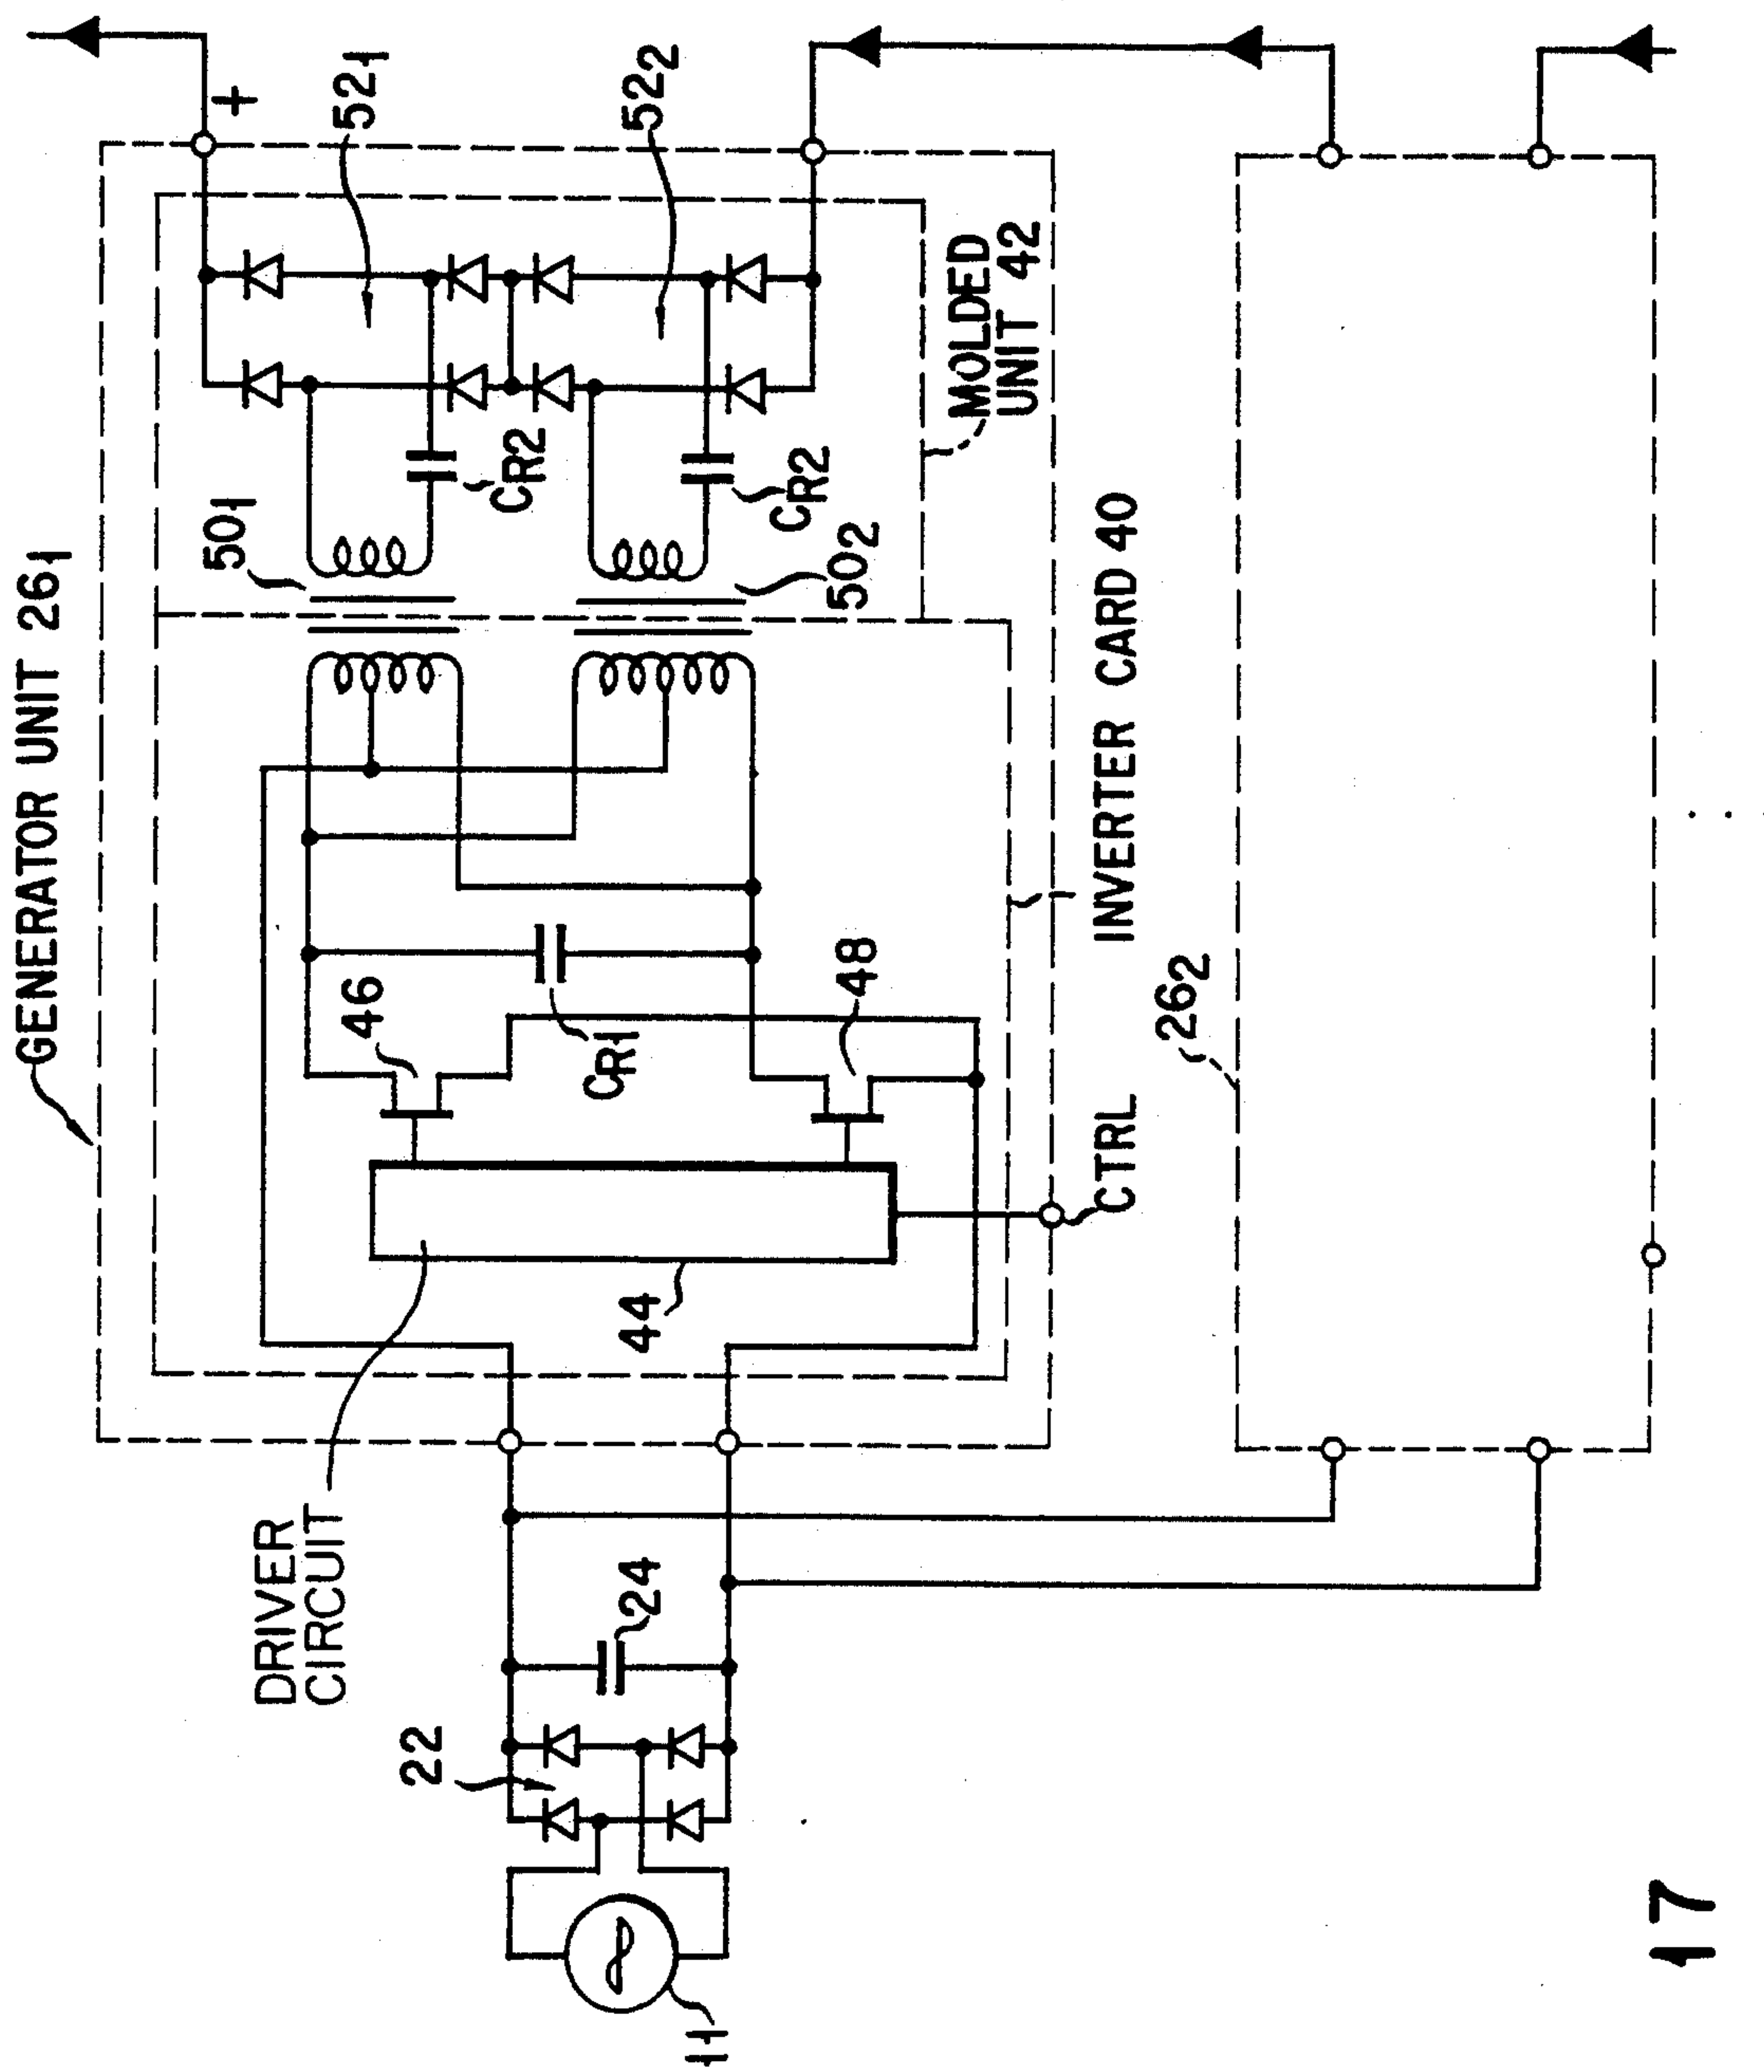 GENERATOR UNIT 26₁
+
52₁
52₂
50₁
50₂
CR2
CR2
MOLDED
UNIT 42
INVERTER CARD 40
46
48
CR1
44
CTRL
26₂
DRIVER
CIRCUIT
22
24
11
17